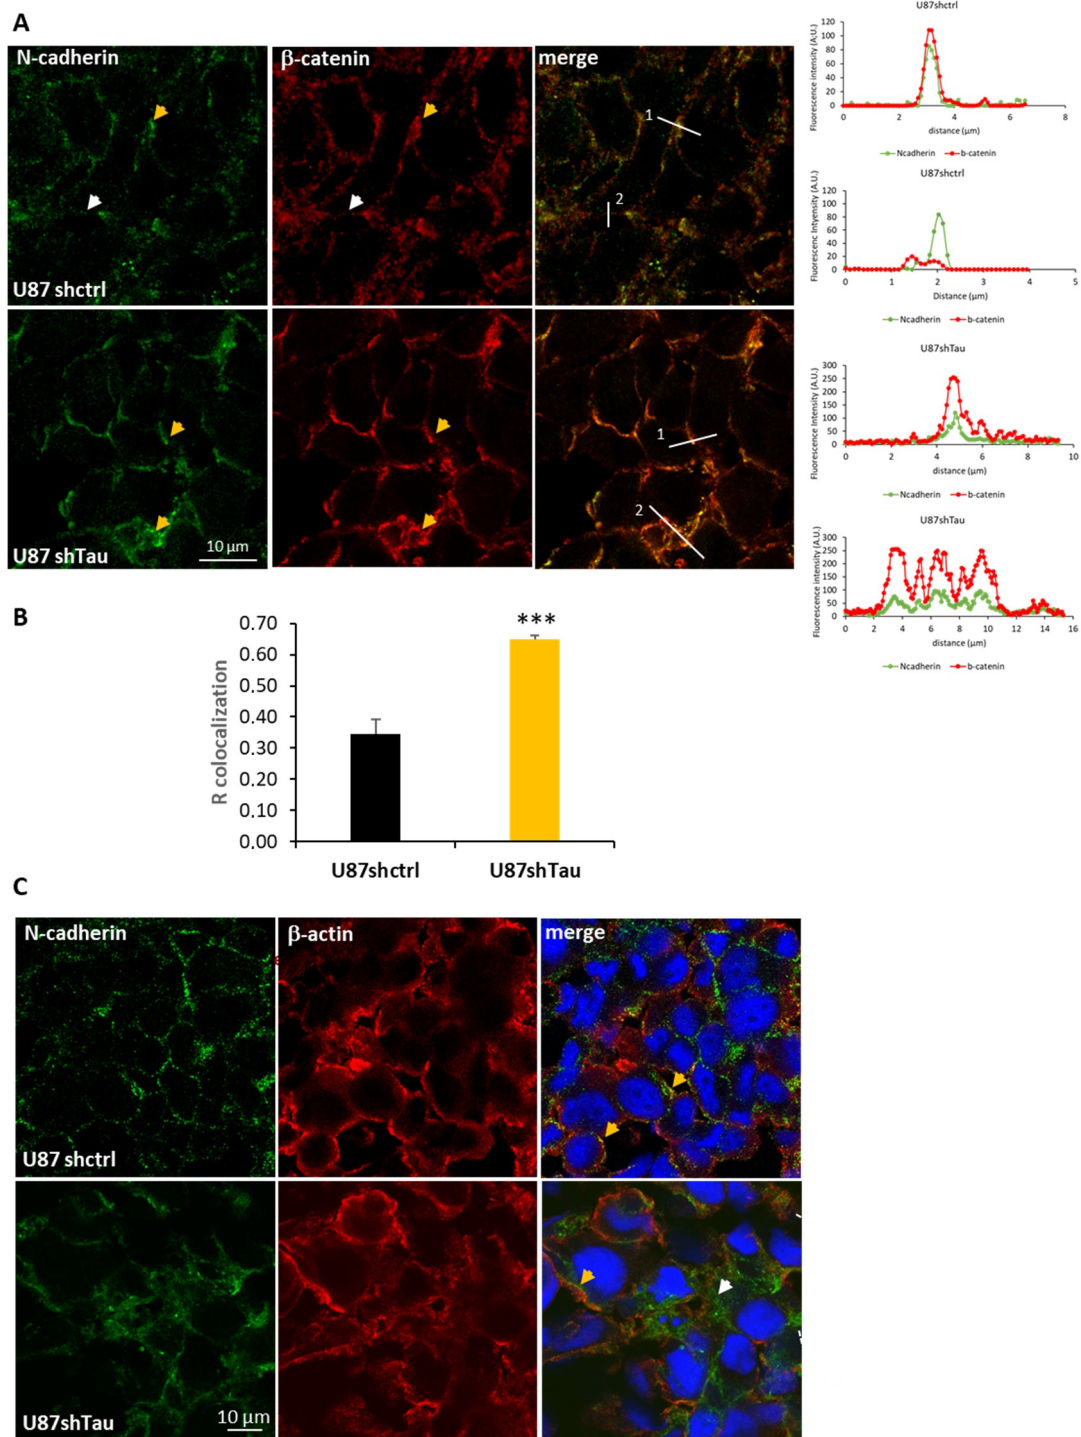 A
N-cadherin
β-catenin
merge
1
2
U87 shctrl
1
2
U87 shTau
10 μm
U87shctrl
Fluorescence intensity (A.U.)
120
100
80
60
40
20
0
0 2 4 6 8
distance (μm)
Ncadherin b-catenin
U87shctrl
Fluorescenc Intyensity (A.U.)
120
100
80
60
40
20
0
0 1 2 3 4 5
Distance (μm)
Ncadherin b-catenin
U87shTau
Fluorescence Intensity (A.U.)
300
250
200
150
100
50
0
0 2 4 6 8 10
distance (μm)
Ncadherin b-catenin
U87shTau
Fluorescence intensity (A.U.)
300
250
200
150
100
50
0
0 2 4 6 8 10 12 14 16
distance (μm)
Ncadherin b-catenin
B
R colocalization
0.70
0.60
0.50
0.40
0.30
0.20
0.10
0.00
***
U87shctrl U87shTau
C
N-cadherin
β-actin
merge
U87 shctrl
U87shTau
10 μm